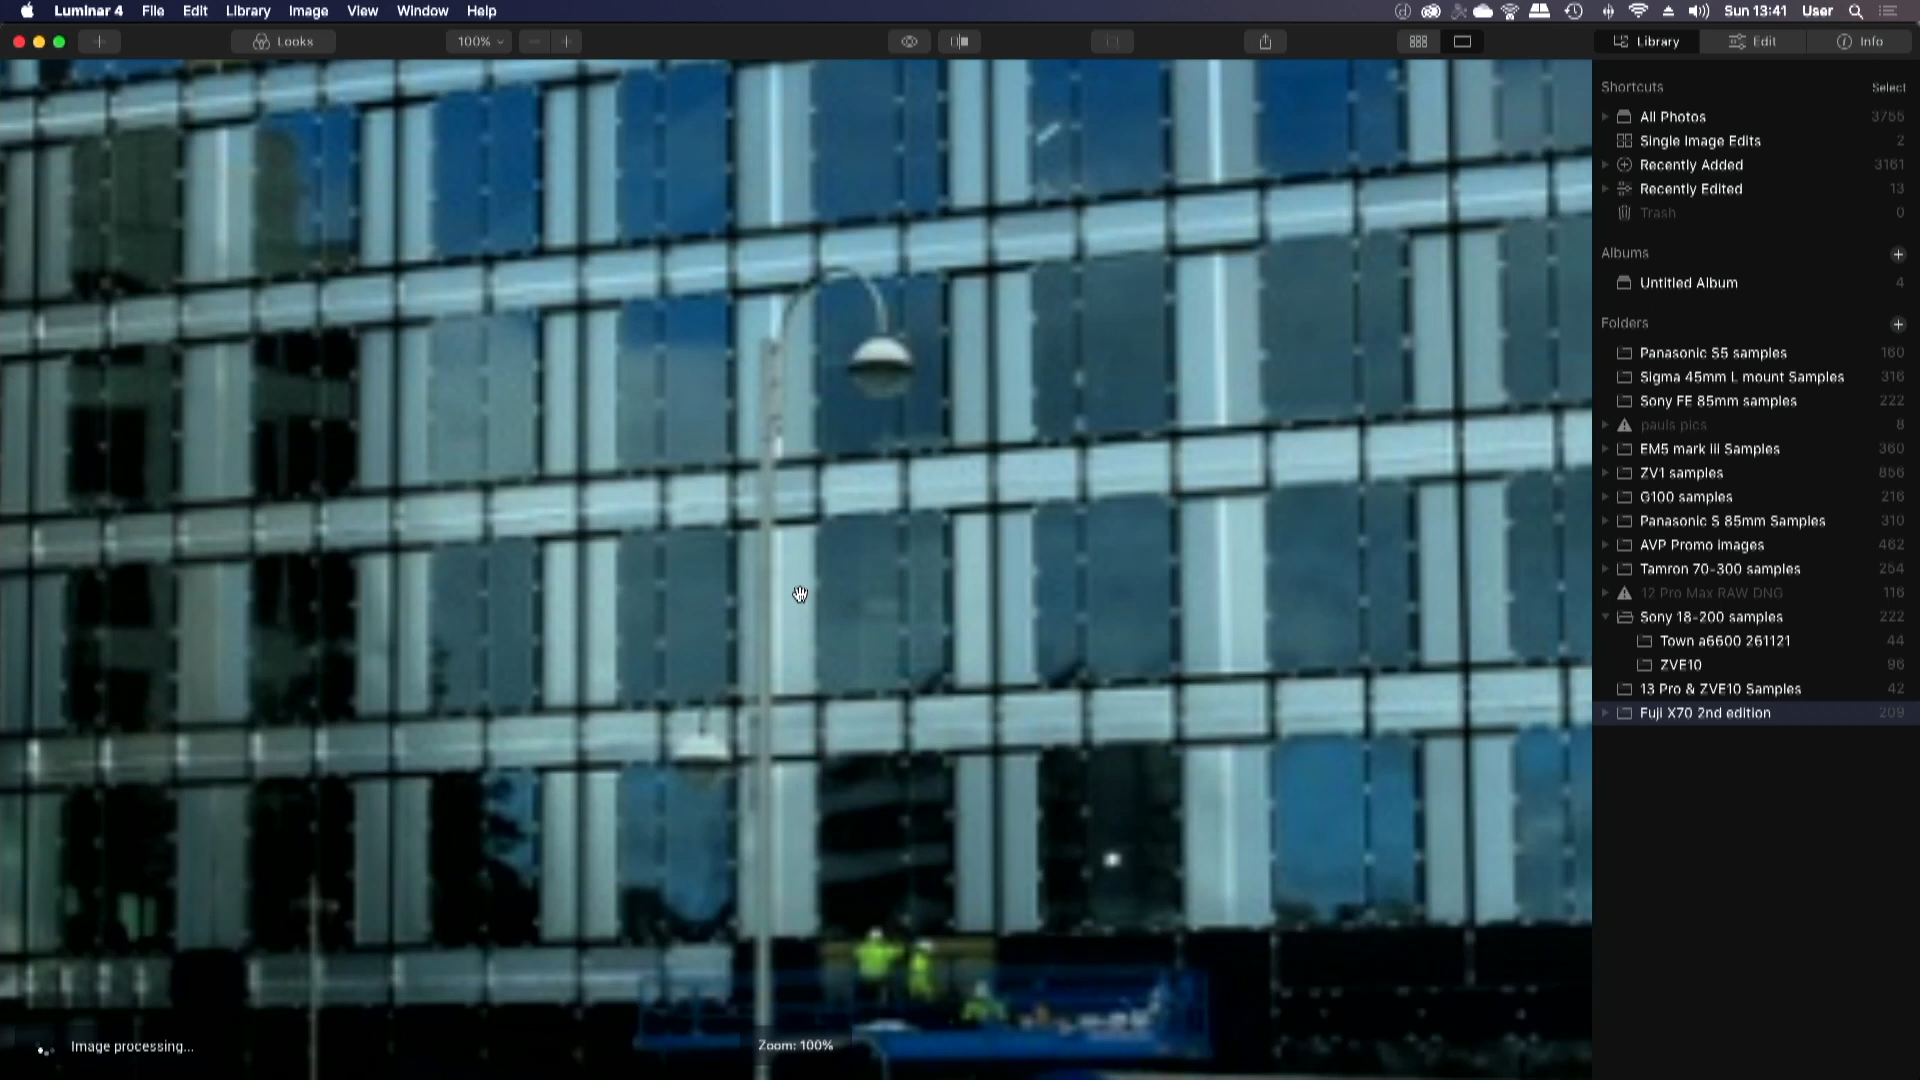 Luminar 4 File Edit Library Image View Window Help Sun 13:41 User
Looks 100% Library Edit Info
Shortcuts Select
All Photos 3755
Single Image Edits 2
Recently Added 3161
Recently Edited 13
Trash 0
Albums
Untitled Album 4
Folders
Panasonic S5 samples 160
Sigma 45mm L mount Samples 316
Sony FE 85mm samples 222
pauls pics 8
EM5 mark III Samples 360
ZV1 samples 856
G100 samples 216
Panasonic S 85mm Samples 310
AVP Promo images 462
Tamron 70-300 samples 254
12 Pro Max RAW DNG 116
Sony 18-200 samples 222
Town a6600 261121 44
ZVE10 96
13 Pro & ZVE10 Samples 42
Fuji X70 2nd edition 209
Image processing...
Zoom: 100%